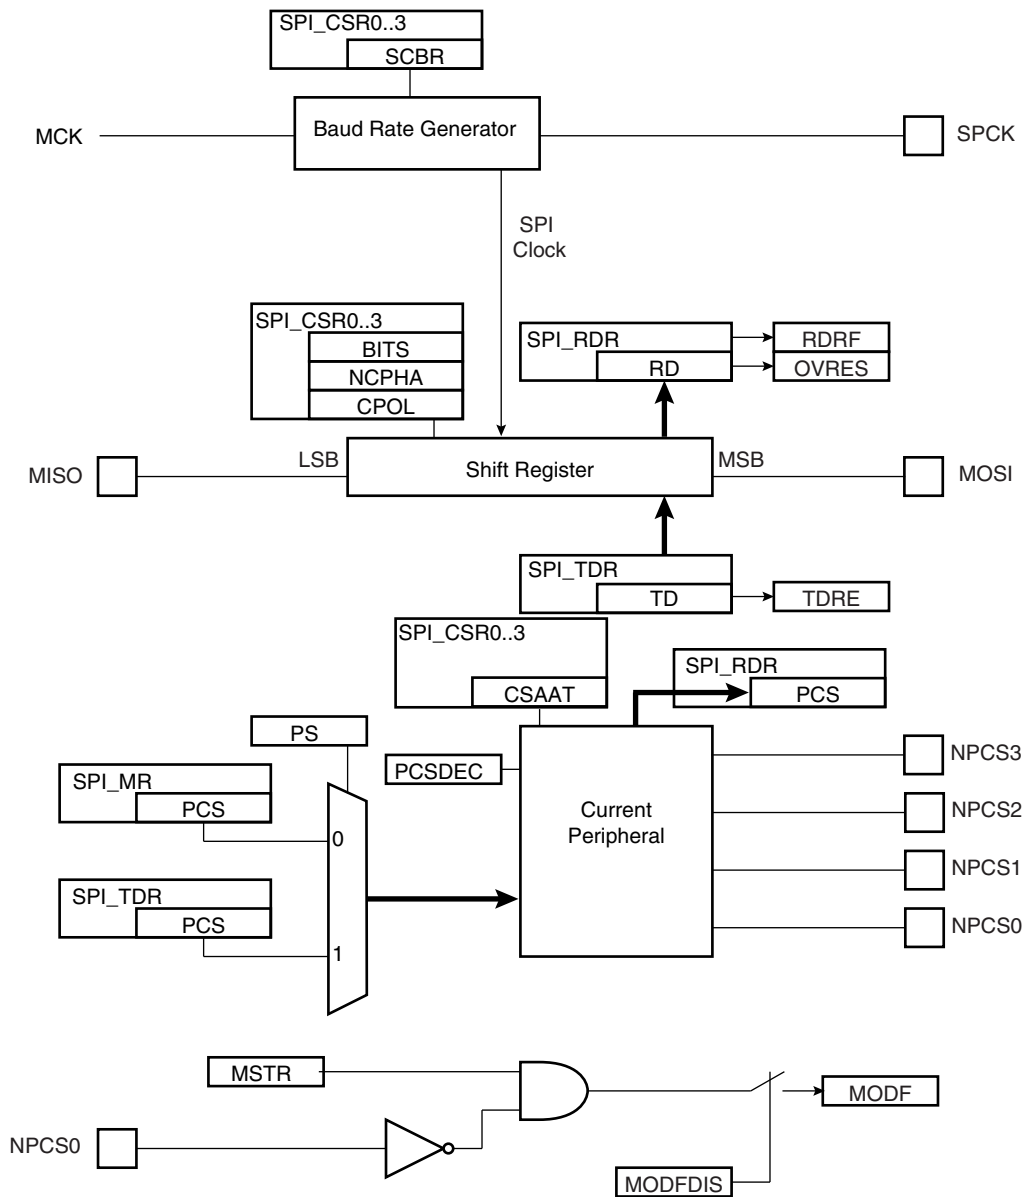 SPI_CSR0..3
SCBR
MCK
Baud Rate Generator
SPCK
SPI
Clock
SPI_CSR0..3
BITS
NCPHA
CPOL
SPI_RDR
RD
RDRF
OVRES
MISO
LSB
Shift Register
MSB
MOSI
SPI_TDR
TD
TDRE
SPI_CSR0..3
CSAAT
SPI_RDR
PCS
PS
PCSDEC
SPI_MR
PCS
0
SPI_TDR
PCS
1
Current
Peripheral
NPCS3
NPCS2
NPCS1
NPCS0
MSTR
MODF
NPCS0
MODFDIS